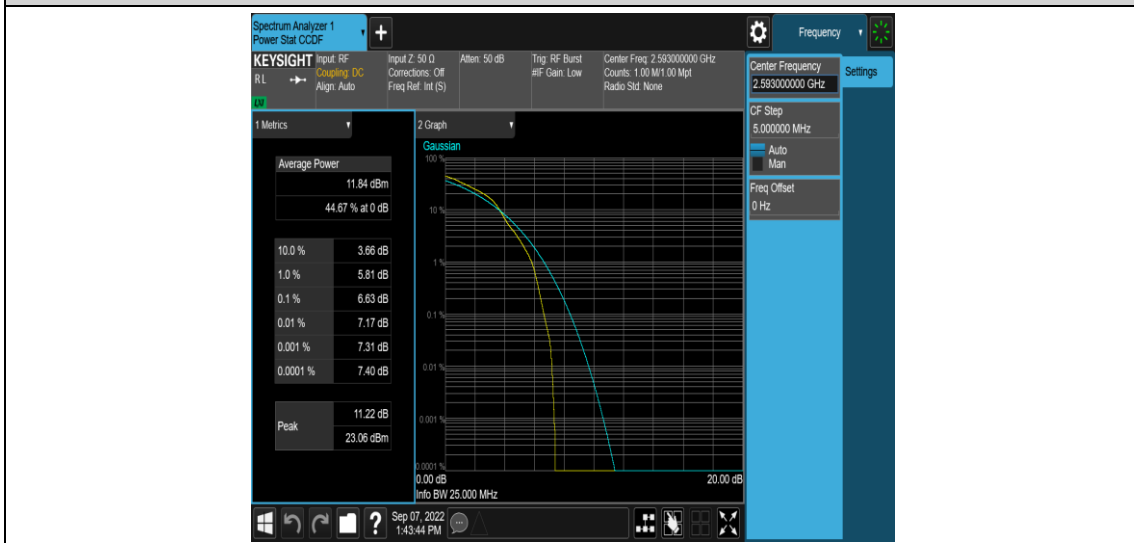 Spectrum Analyzer 1
Power Stat CCDF
Frequency
KEYSIGHT
RL
Input: RF
Coupling: DC
Align: Auto
Input Z: 50 Ω
Corrections: Off
Freq Ref: Int (S)
Atten: 50 dB
Trig: RF Burst
#IF Gain: Low
Center Freq: 2.593000000 GHz
Counts: 1.00 M/1.00 Mpt
Radio Std: None
Center Frequency
2.593000000 GHz
Settings
CF Step
5.000000 MHz
Auto
Man
Freq Offset
0 Hz
1 Metrics
Average Power
11.84 dBm
44.67 % at 0 dB
10.0 % 3.66 dB
1.0 % 5.81 dB
0.1 % 6.63 dB
0.01 % 7.17 dB
0.001 % 7.31 dB
0.0001 % 7.40 dB
Peak
11.22 dB
23.06 dBm
2 Graph
Gaussian
100 %
10 %
1 %
0.1 %
0.01 %
0.001 %
0.0001 %
0.00 dB 20.00 dB
Info BW 25.000 MHz
?
Sep 07, 2022
1:43:44 PM